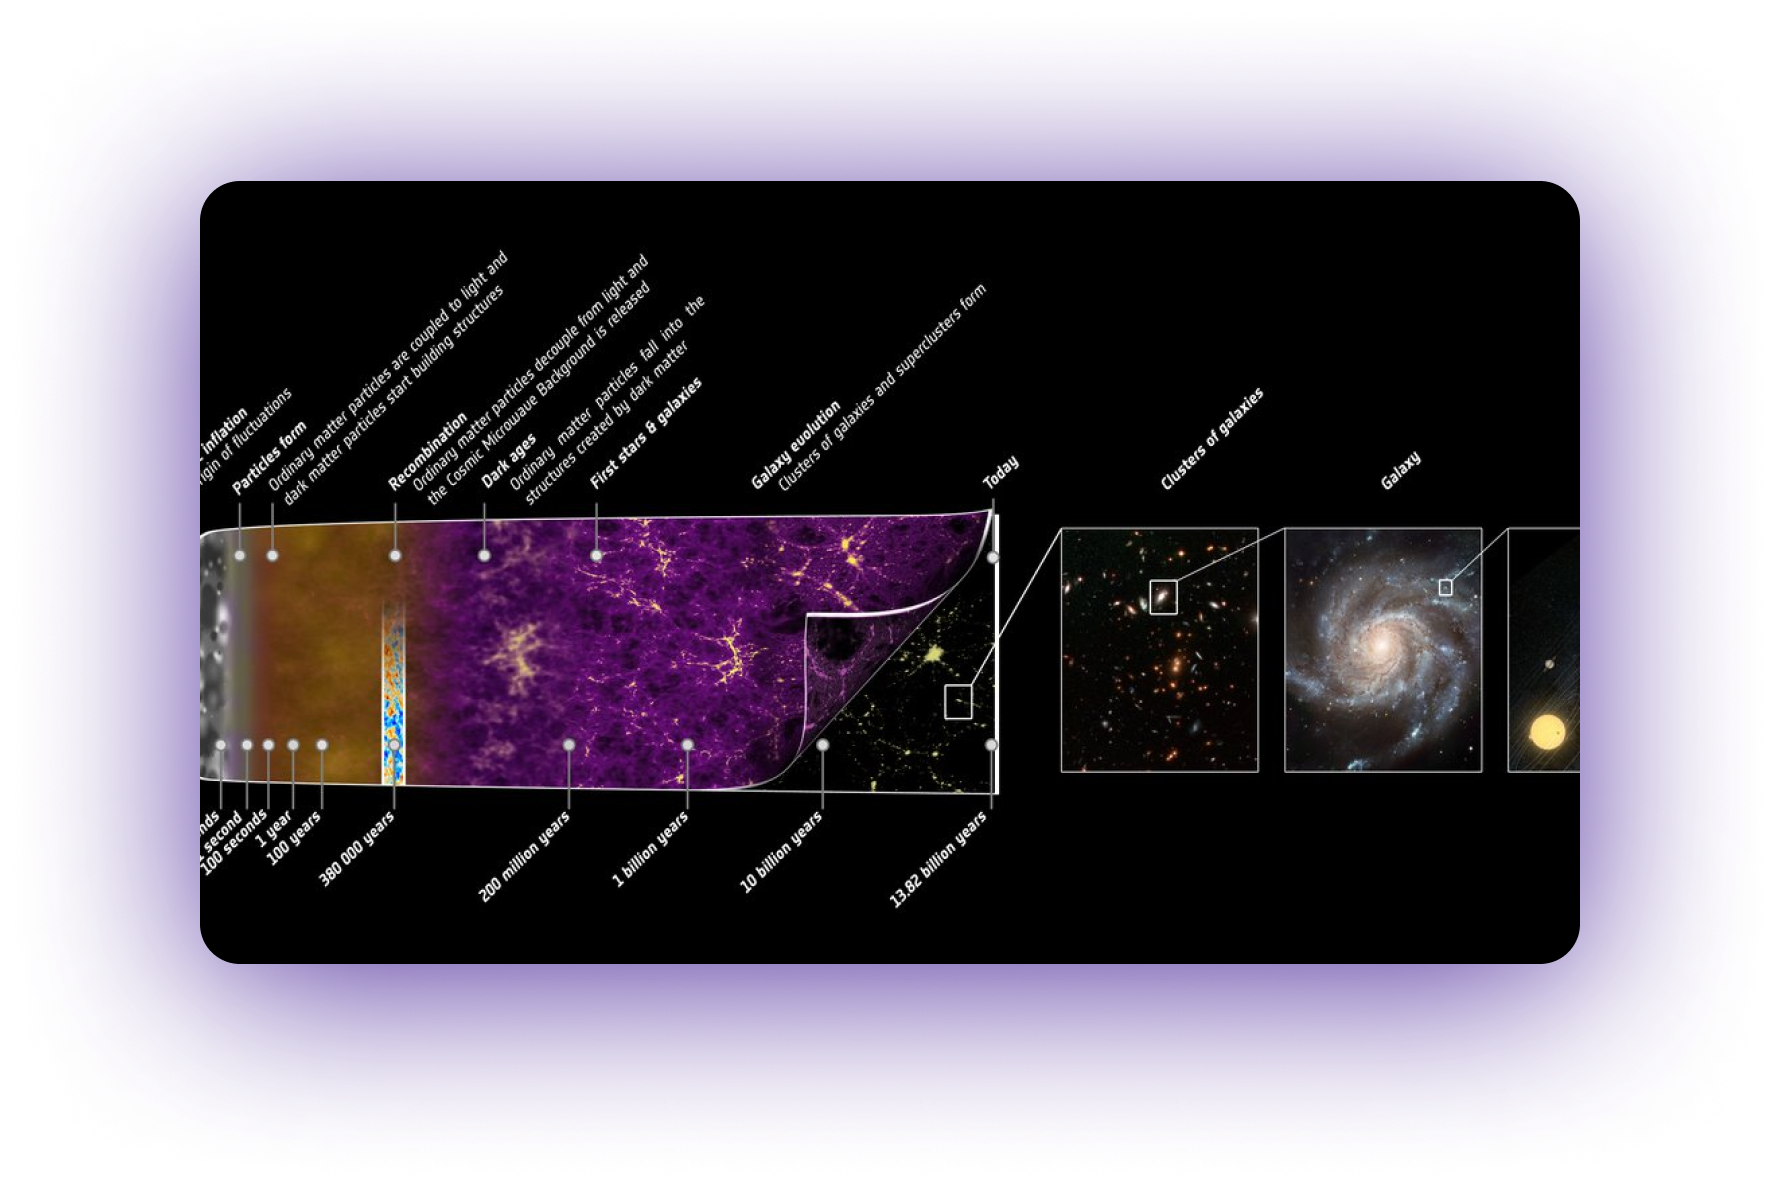 inflation
of fluctuations
Particles form
Ordinary matter particles are coupled to light and
dark matter particles start building structures
Recombination
Ordinary matter particles decouple from light and
the Cosmic Microwave Background is released
Dark ages
Ordinary matter particles fall into the
structures created by dark matter
First stars & galaxies
Galaxy evolution
Clusters of galaxies and superclusters form
Today
Clusters of galaxies
Galaxy
second
100 seconds
1 year
100 years
380 000 years
200 million years
1 billion years
10 billion years
13.82 billion years